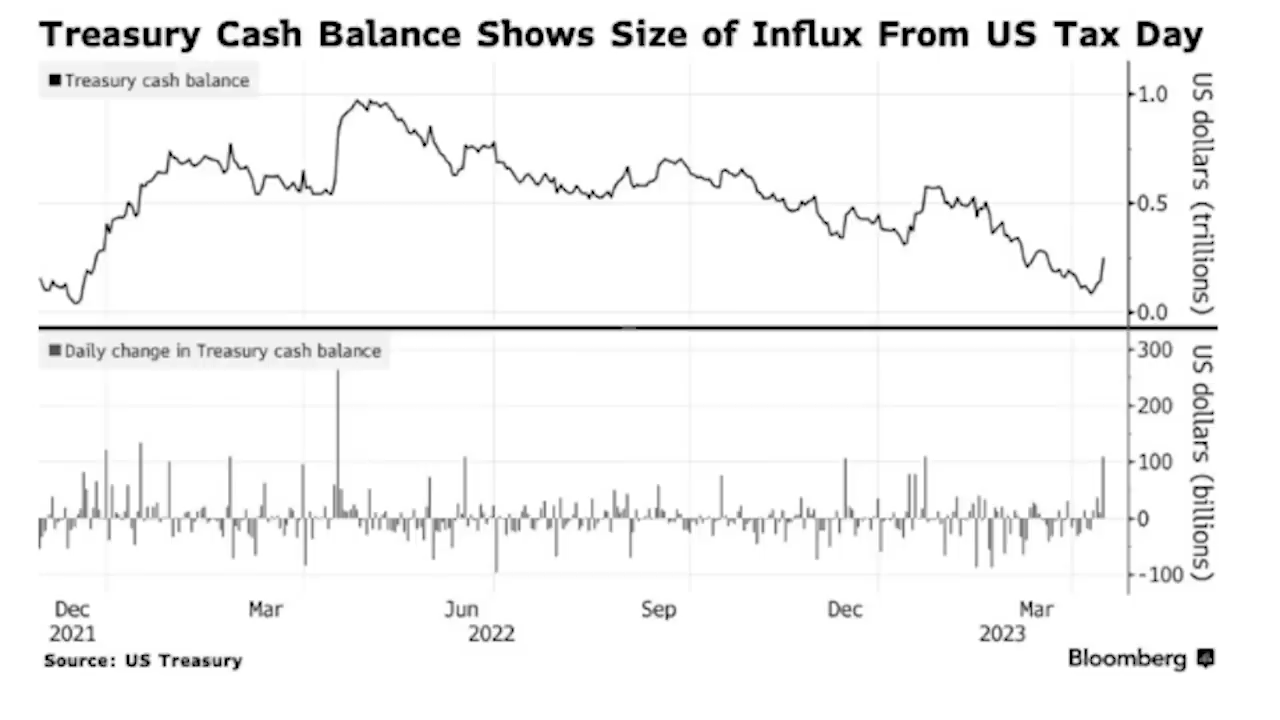 Treasury Cash Balance Shows Size of Influx From US Tax Day
Treasury cash balance
1.0
0.5
0.0
US dollars (trillions)
Daily change in Treasury cash balance
300
200
100
0
-100
US dollars (billions)
Dec Mar Jun Sep Dec Mar
2021 2022 2023
Source: US Treasury
Bloomberg